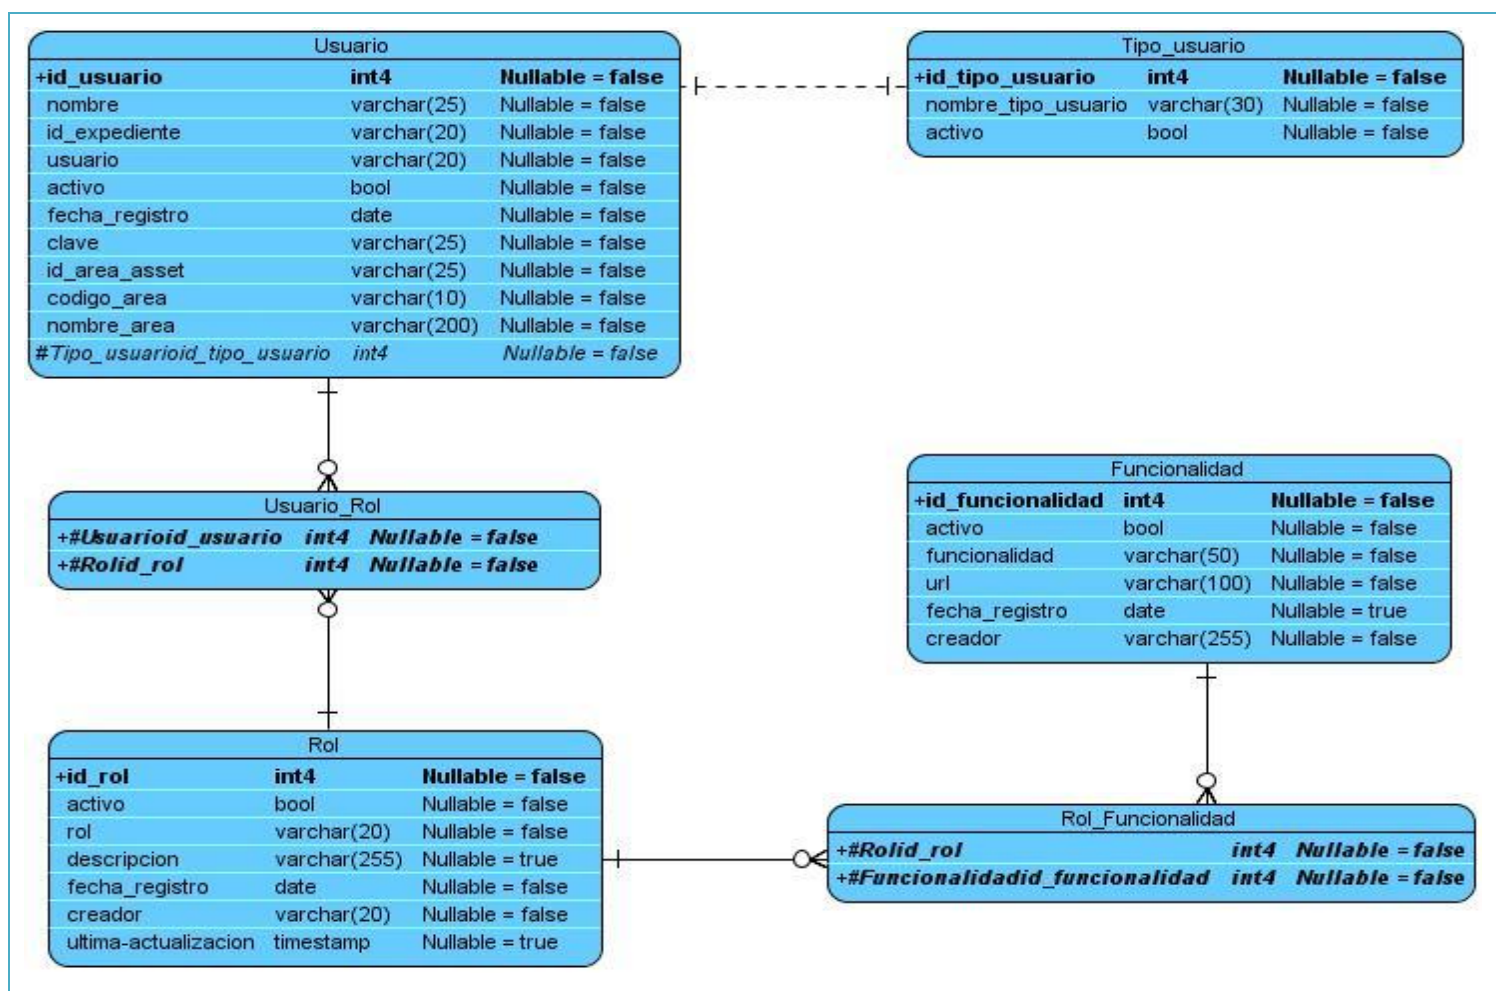 Usuario
+id_usuario int4 Nullable = false
nombre varchar(25) Nullable = false
id_expediente varchar(20) Nullable = false
usuario varchar(20) Nullable = false
activo bool Nullable = false
fecha_registro date Nullable = false
clave varchar(25) Nullable = false
id_area_asset varchar(25) Nullable = false
codigo_area varchar(10) Nullable = false
nombre_area varchar(200) Nullable = false
#Tipo_usuarioid_tipo_usuario int4 Nullable = false
Tipo_usuario
+id_tipo_usuario int4 Nullable = false
nombre_tipo_usuario varchar(30) Nullable = false
activo bool Nullable = false
Usuario_Rol
+#Usuarioid_usuario int4 Nullable = false
+#Rolid_rol int4 Nullable = false
Funcionalidad
+id_funcionalidad int4 Nullable = false
activo bool Nullable = false
funcionalidad varchar(50) Nullable = false
url varchar(100) Nullable = false
fecha_registro date Nullable = true
creador varchar(255) Nullable = false
Rol
+id_rol int4 Nullable = false
activo bool Nullable = false
rol varchar(20) Nullable = false
descripcion varchar(255) Nullable = true
fecha_registro date Nullable = false
creador varchar(20) Nullable = false
ultima-actualizacion timestamp Nullable = true
Rol_Funcionalidad
+#Rolid_rol int4 Nullable = false
+#Funcionalidadid_funcionalidad int4 Nullable = false